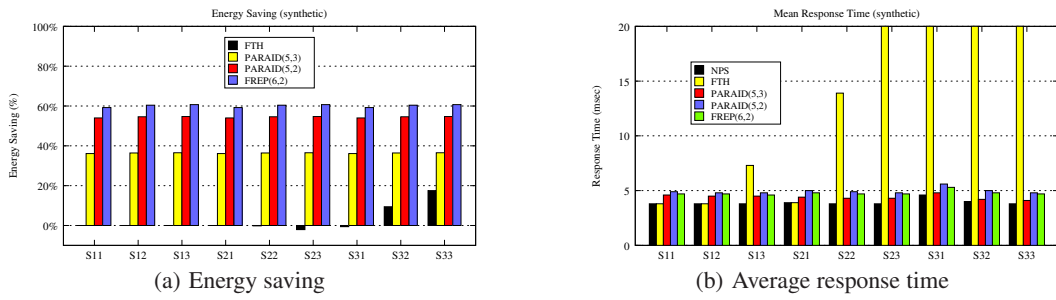 Energy Saving (synthetic)
100%
80%
60%
40%
20%
0%
Energy Saving (%)
FTH
PARAID(5,3)
PARAID(5,2)
FREP(6,2)
S11 S12 S13 S21 S22 S23 S31 S32 S33
(a) Energy saving
Mean Response Time (synthetic)
20
15
10
5
0
Response Time (msec)
NPS
FTH
PARAID(5,3)
PARAID(5,2)
FREP(6,2)
S11 S12 S13 S21 S22 S23 S31 S32 S33
(b) Average response time